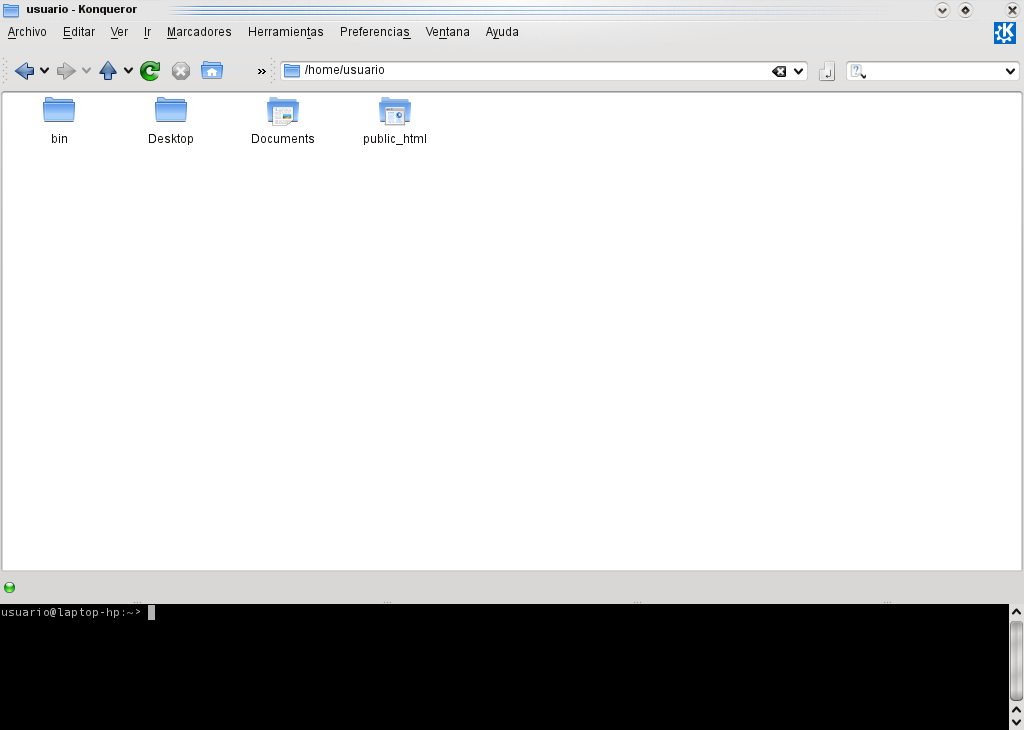 usuario - Konqueror
Archivo Editar Ver Ir Marcadores Herramientas Preferencias Ventana Ayuda
» /home/usuario
bin Desktop Documents public_html
usuario@laptop-hp:~>